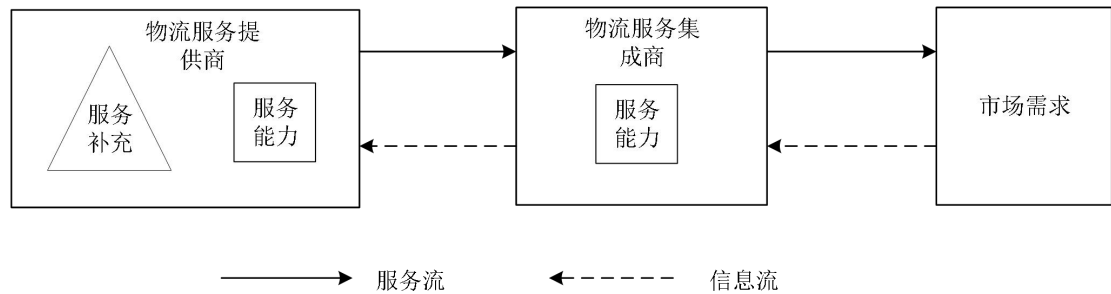 物流服务提
供商
服务
补充
服务
能力
物流服务集
成商
服务
能力
市场需求
服务流
信息流